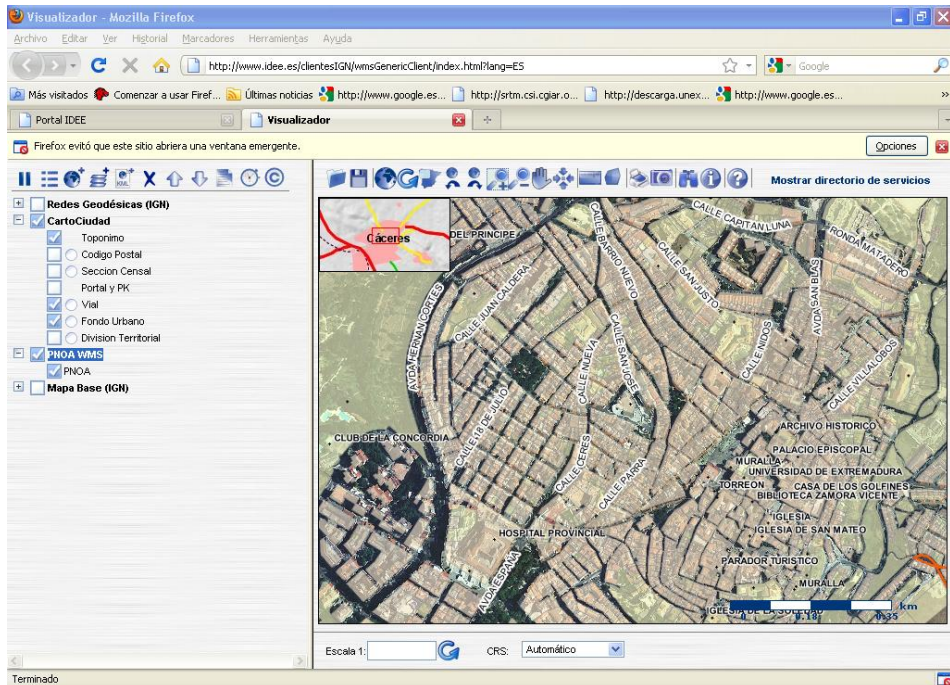 Visualizador - Mozilla Firefox
Archivo Editar Ver Historial Marcadores Herramientas Ayuda
http://www.idee.es/clientesIGN/wmsGenericClient/index.html?lang=ES
Google
Más visitados Comenzar a usar Firef... Últimas noticias http://www.google.es... http://srtm.csi.cgiar.o... http://descarga.unex... http://www.google.es...
Portal IDEE
Visualizador
Firefox evitó que este sitio abriera una ventana emergente.
Opciones
KML
Mostrar directorio de servicios
Redes Geodésicas (IGN)
CartoCiudad
Toponimo
Codigo Postal
Seccion Censal
Portal y PK
Vial
Fondo Urbano
Division Territorial
PNOA WMS
PNOA
Mapa Base (IGN)
Cáceres
DEL PRINCIPE
CALLE CAPITAN LUNA
RONDA MATADERO
CALLE BARRIO NUEVO
CALLE SAN JUSTO
AVDA SAN BLAS
CALLE JUAN CALDERA
AVDA HERNAN CORTES
CALLE NUEVA
CALLE SAN JOSE
CALLE NIDOS
CALLE VILLALOBOS
CALLE 18 DE JULIO
CLUB DE LA CONCORDIA
CALLE CERES
CALLE PARRA
ARCHIVO HISTORICO
PALACIO EPISCOPAL
MURALLA
UNIVERSIDAD DE EXTREMADURA
TORREON
CASA DE LOS GOLFINES
BIBLIOTECA ZAMORA VICENTE
IGLESIA
IGLESIA DE SAN MATEO
HOSPITAL PROVINCIAL
AVDA ESPAÑA
PARADOR TURISTICO
MURALLA
IGLESIA DE LA SOLEDAD
km
0 0.18 0.35
Escala 1:
CRS:
Automático
Terminado